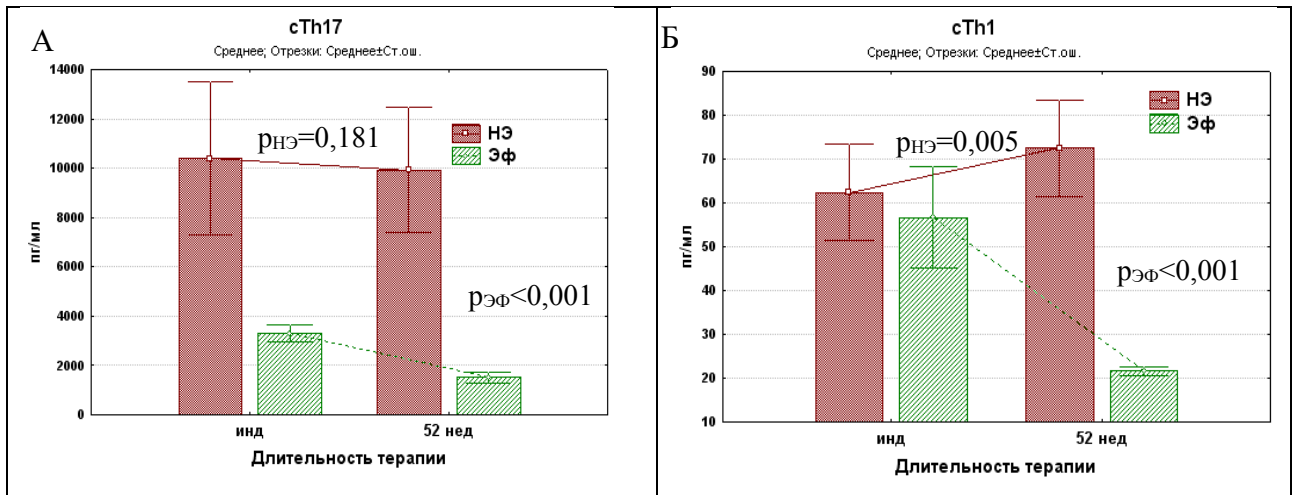 А
cTh17
Среднее; Отрезки: Среднее±Ст.ош.
14000
12000
10000
8000
6000
4000
2000
0
пг/мл
НЭ
Эф
pНЭ=0,181
pЭФ<0,001
инд
52 нед
Длительность терапии
Б
cTh1
Среднее; Отрезки: Среднее±Ст.ош.
90
80
70
60
50
40
30
20
10
пг/мл
НЭ
Эф
pНЭ=0,005
pЭФ<0,001
инд
52 нед
Длительность терапии